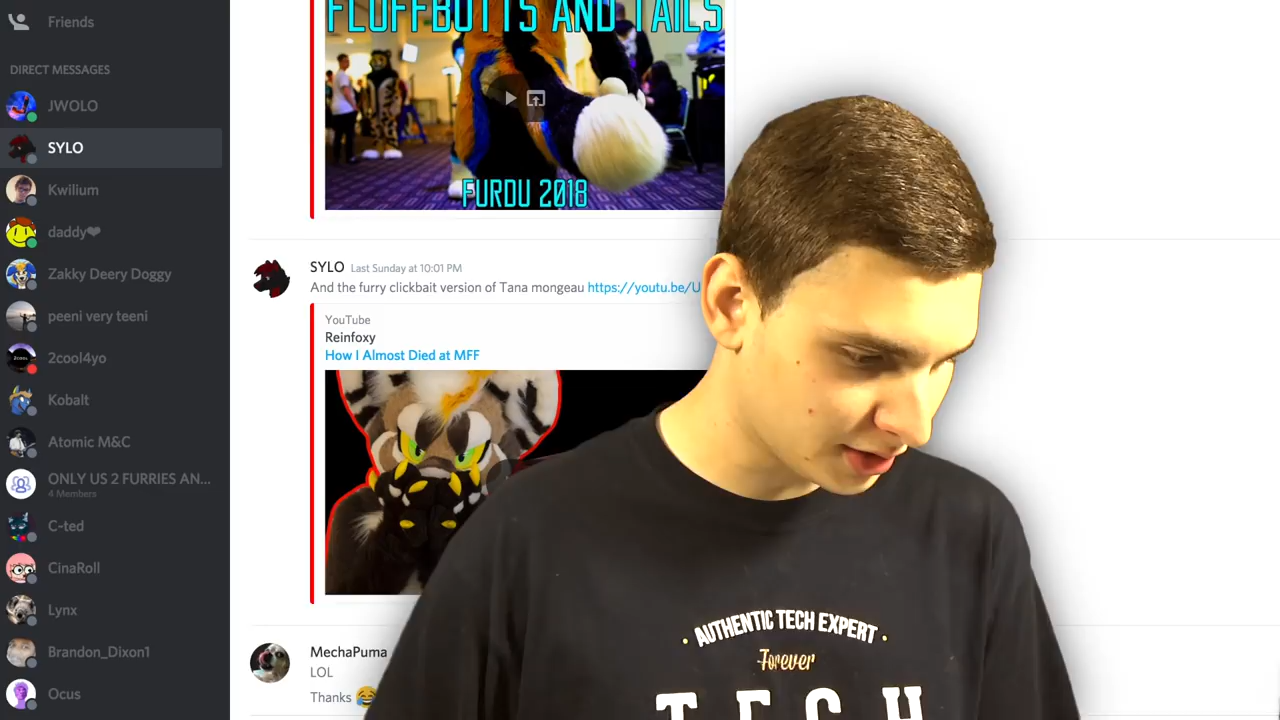 Friends
DIRECT MESSAGES
JWOLO
SYLO
Kwilium
daddy❤
Zakky Deery Doggy
peeni very teeni
2cool4yo
Kobalt
Atomic M&C
ONLY US 2 FURRIES AN...
4 Members
C-ted
CinaRoll
Lynx
Brandon_Dixon1
Ocus
FLUFFBUTTS AND TAILS
FURDU 2018
SYLO Last Sunday at 10:01 PM
And the furry clickbait version of Tana mongeau https://youtu.be/U
YouTube
Reinfoxy
How I Almost Died at MFF
MechaPuma
LOL
Thanks 😂
AUTHENTIC TECH EXPERT
Forever
TECH